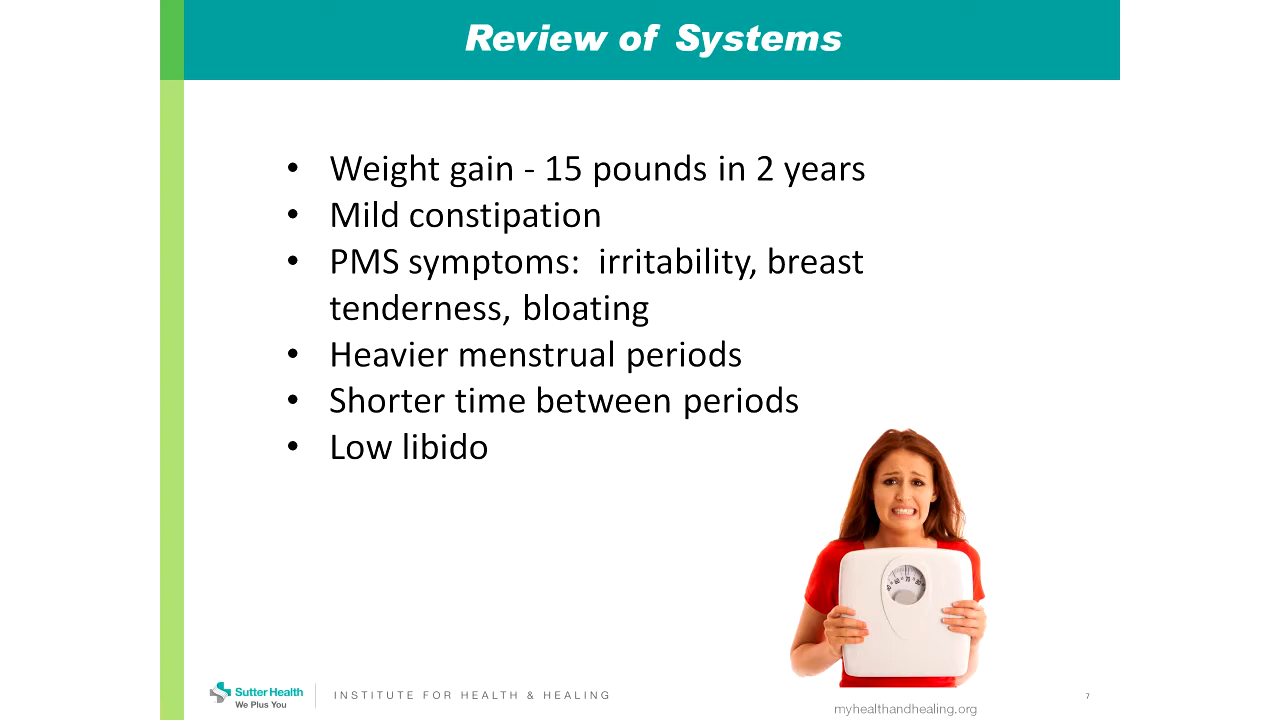 Review of Systems
• Weight gain - 15 pounds in 2 years
• Mild constipation
• PMS symptoms:  irritability, breast
tenderness, bloating
• Heavier menstrual periods
• Shorter time between periods
• Low libido
Sutter Health
We Plus You
INSTITUTE FOR HEALTH & HEALING
7
myhealthandhealing.org